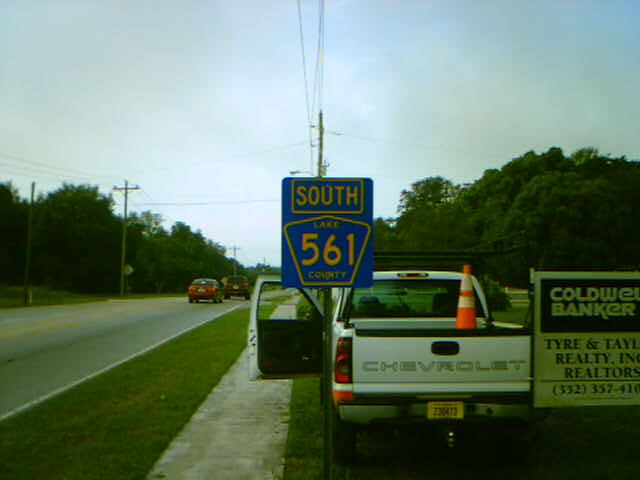 SOUTH
LAKE
561
COUNTY
CHEVROLET
COLDWELL
BANKER
TYRE & TAYL
REALTY, INC
REALTORS
(352) 357-410